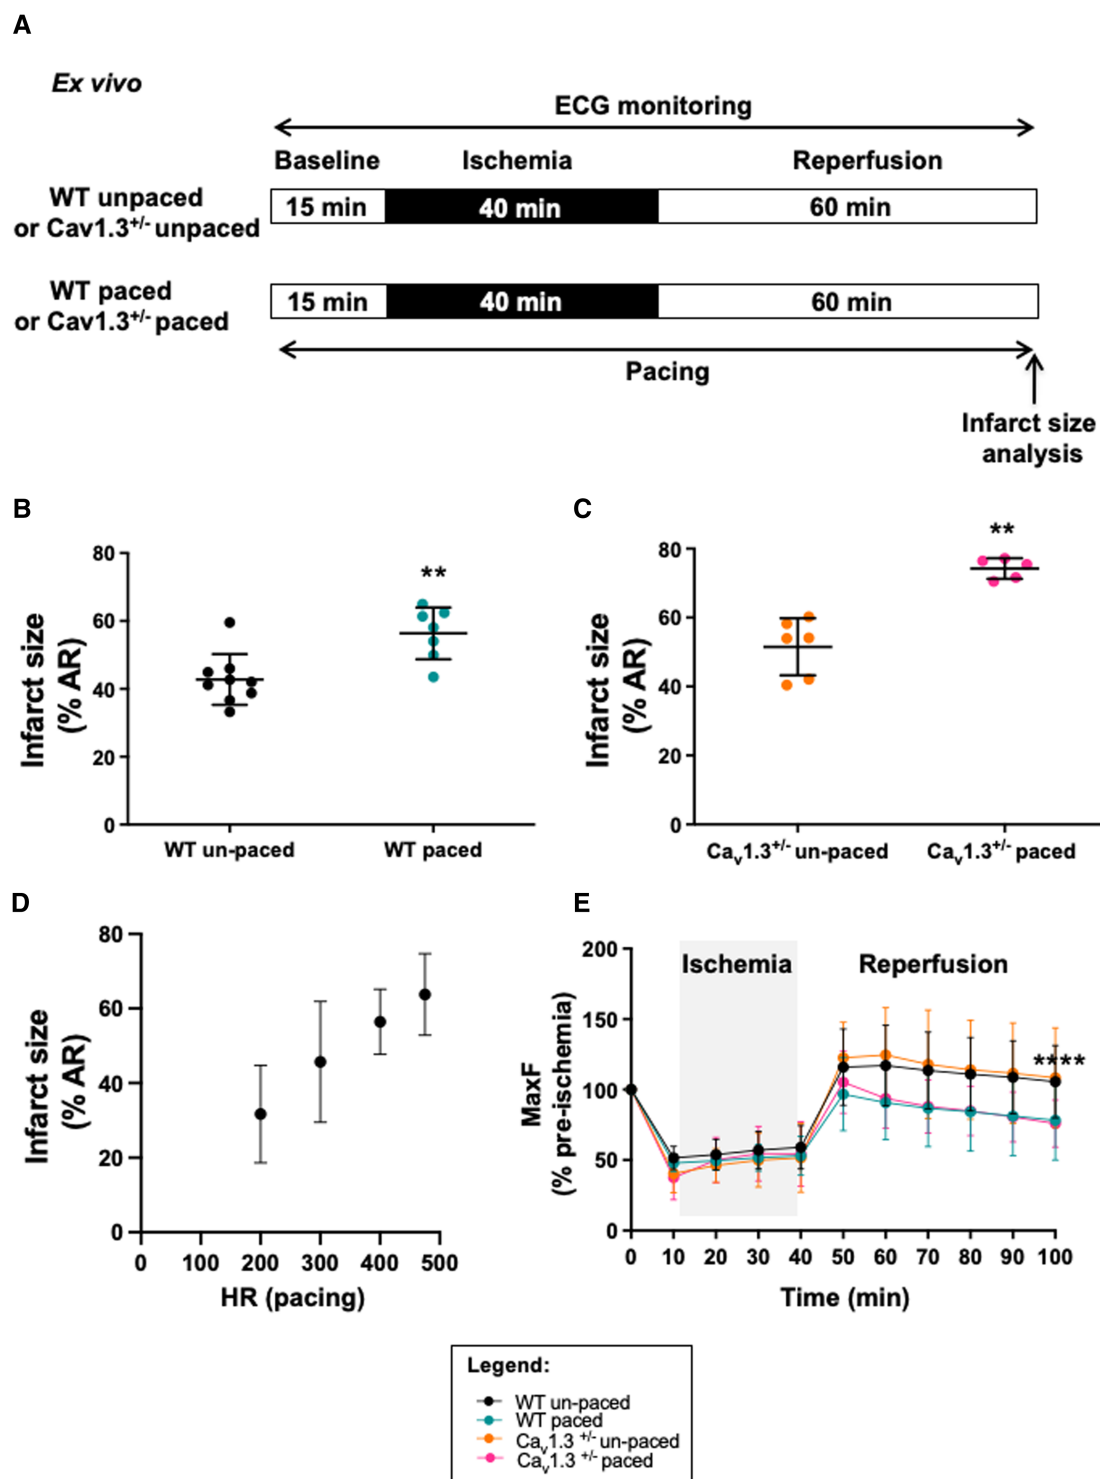 A
Ex vivo
ECG monitoring
Baseline Ischemia Reperfusion
WT unpaced
or Cav1.3+/- unpaced
15 min 40 min 60 min
WT paced
or Cav1.3+/- paced
15 min 40 min 60 min
Pacing
Infarct size
analysis
B
Infarct size
(% AR)
80
60
40
20
0
**
WT un-paced WT paced
C
Infarct size
(% AR)
80
60
40
20
0
**
Cav1.3+/- un-paced Cav1.3+/- paced
D
Infarct size
(% AR)
80
60
40
20
0
0 100 200 300 400 500
HR (pacing)
E
MaxF
(% pre-ischemia)
200
150
100
50
0
Ischemia Reperfusion
****
0 10 20 30 40 50 60 70 80 90 100
Time (min)
Legend:
WT un-paced
WT paced
Cav1.3 +/- un-paced
Cav1.3 +/- paced